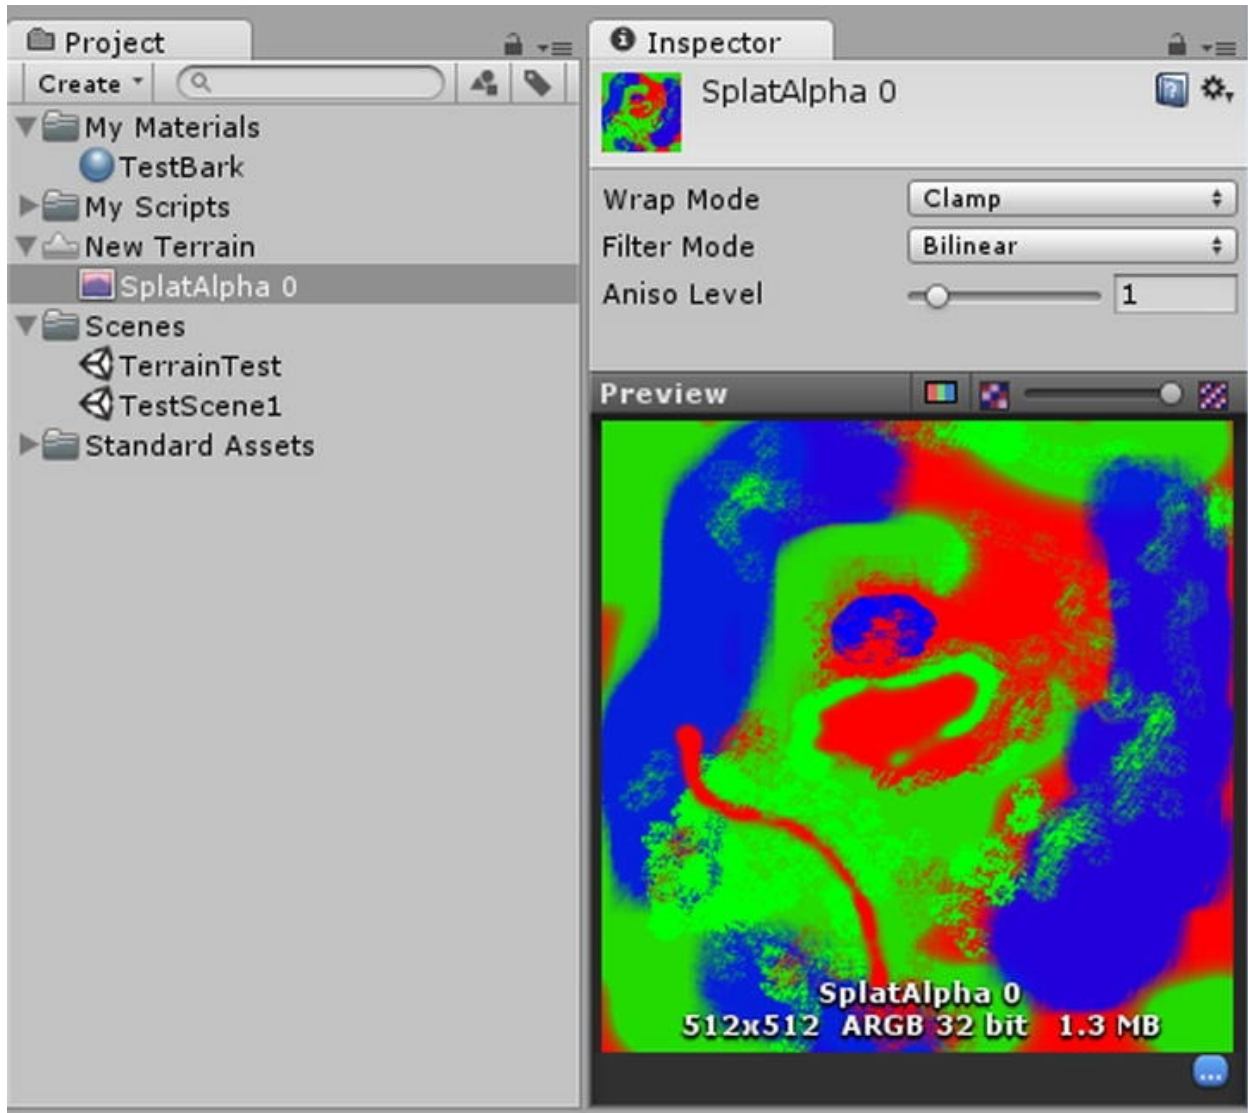 Project
Create
My Materials
TestBark
My Scripts
New Terrain
SplatAlpha 0
Scenes
TerrainTest
TestScene1
Standard Assets
Inspector
SplatAlpha 0
Wrap Mode Clamp
Filter Mode Bilinear
Aniso Level 1
Preview
SplatAlpha 0
512x512 ARGB 32 bit 1.3 MB